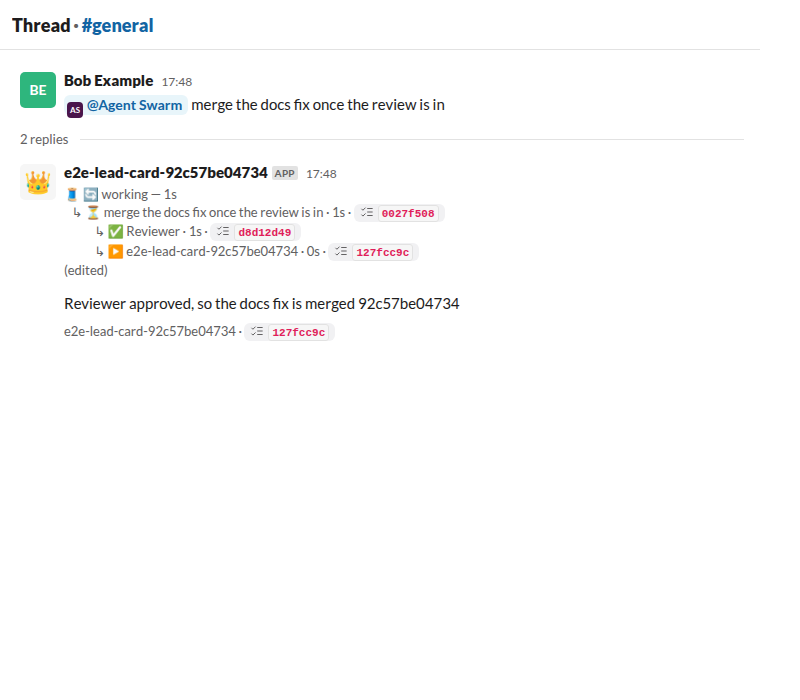 Thread • #general
BE
Bob Example 17:48
AS @Agent Swarm merge the docs fix once the review is in
2 replies
e2e-lead-card-92c57be04734 APP 17:48
🧵 🔄 working — 1s
↳ ⏳ merge the docs fix once the review is in · 1s · 0027f508
↳ ✅ Reviewer · 1s · d8d12d49
↳ ▶️ e2e-lead-card-92c57be04734 · 0s · 127fcc9c
(edited)
Reviewer approved, so the docs fix is merged 92c57be04734
e2e-lead-card-92c57be04734 · 127fcc9c